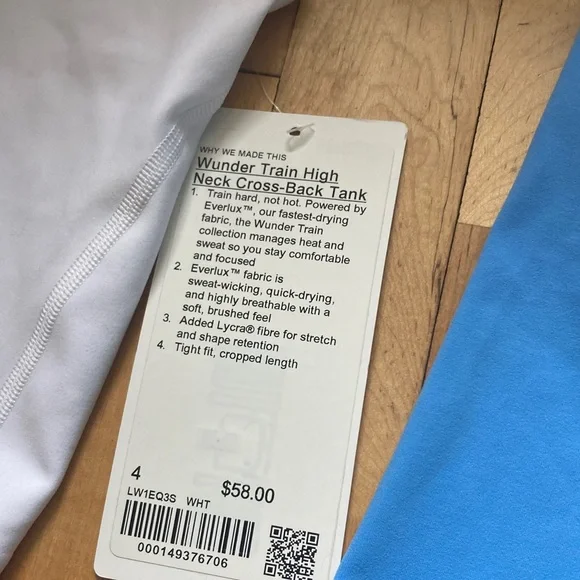 WHY WE MADE THIS
Wunder Train High
Neck Cross-Back Tank
1. Train hard, not hot. Powered by
Everlux™, our fastest-drying
fabric, the Wunder Train
collection manages heat and
sweat so you stay comfortable
and focused
2. Everlux™ fabric is
sweat-wicking, quick-drying,
and highly breathable with a
soft, brushed feel
3. Added Lycra® fibre for stretch
and shape retention
4. Tight fit, cropped length
4 $58.00
LW1EQ3S WHT
000149376706